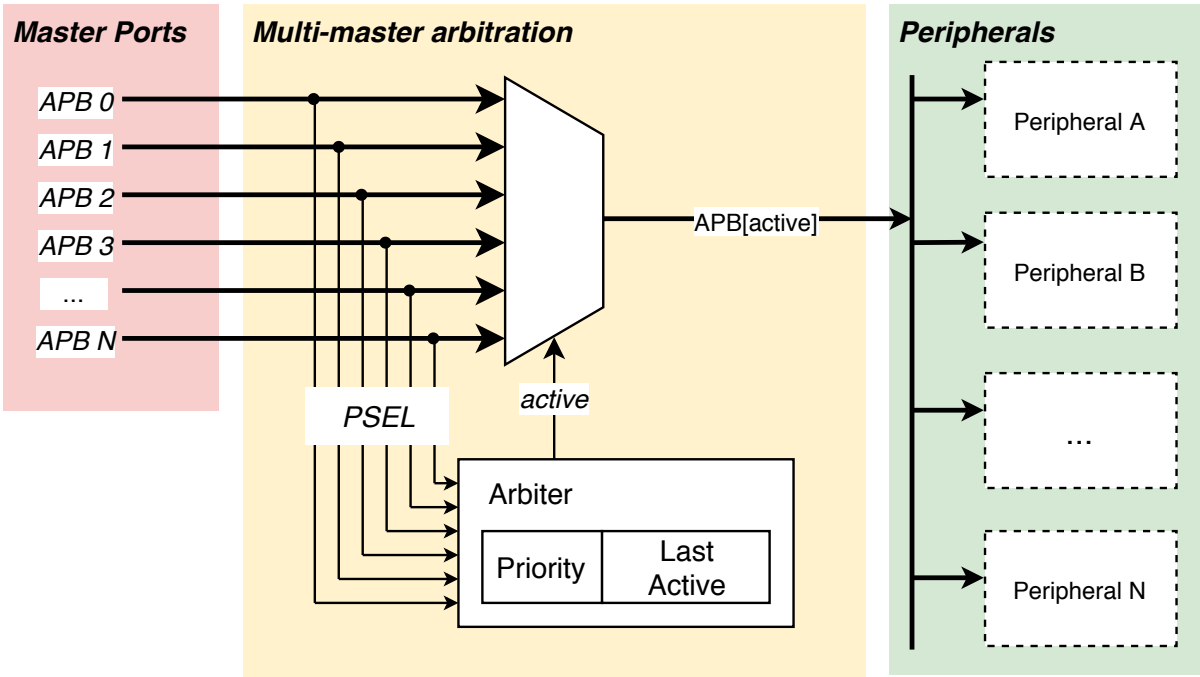 Master Ports
APB 0
APB 1
APB 2
APB 3
...
APB N
Multi-master arbitration
PSEL
active
Arbiter
Priority
Last
Active
APB[active]
Peripherals
Peripheral A
Peripheral B
...
Peripheral N